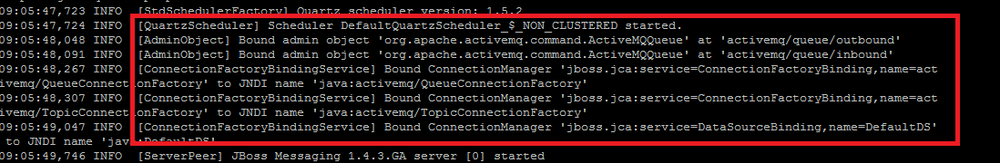 09:05:47,723 INFO  [StdSchedulerFactory] Quartz scheduler version: 1.5.2
09:05:47,724 INFO  [QuartzScheduler] Scheduler DefaultQuartzScheduler_$_NON_CLUSTERED started.
09:05:48,048 INFO  [AdminObject] Bound admin object 'org.apache.activemq.command.ActiveMQQueue' at 'activemq/queue/outbound'
09:05:48,091 INFO  [AdminObject] Bound admin object 'org.apache.activemq.command.ActiveMQQueue' at 'activemq/queue/inbound'
09:05:48,267 INFO  [ConnectionFactoryBindingService] Bound ConnectionManager 'jboss.jca:service=ConnectionFactoryBinding,name=act
ivemq/QueueConnectionFactory' to JNDI name 'java:activemq/QueueConnectionFactory'
09:05:48,307 INFO  [ConnectionFactoryBindingService] Bound ConnectionManager 'jboss.jca:service=ConnectionFactoryBinding,name=act
ivemq/TopicConnectionFactory' to JNDI name 'java:activemq/TopicConnectionFactory'
09:05:49,047 INFO  [ConnectionFactoryBindingService] Bound ConnectionManager 'jboss.jca:service=DataSourceBinding,name=DefaultDS'
 to JNDI name 'java:DefaultDS'
09:05:49,746 INFO  [ServerPeer] JBoss Messaging 1.4.3.GA server [0] started